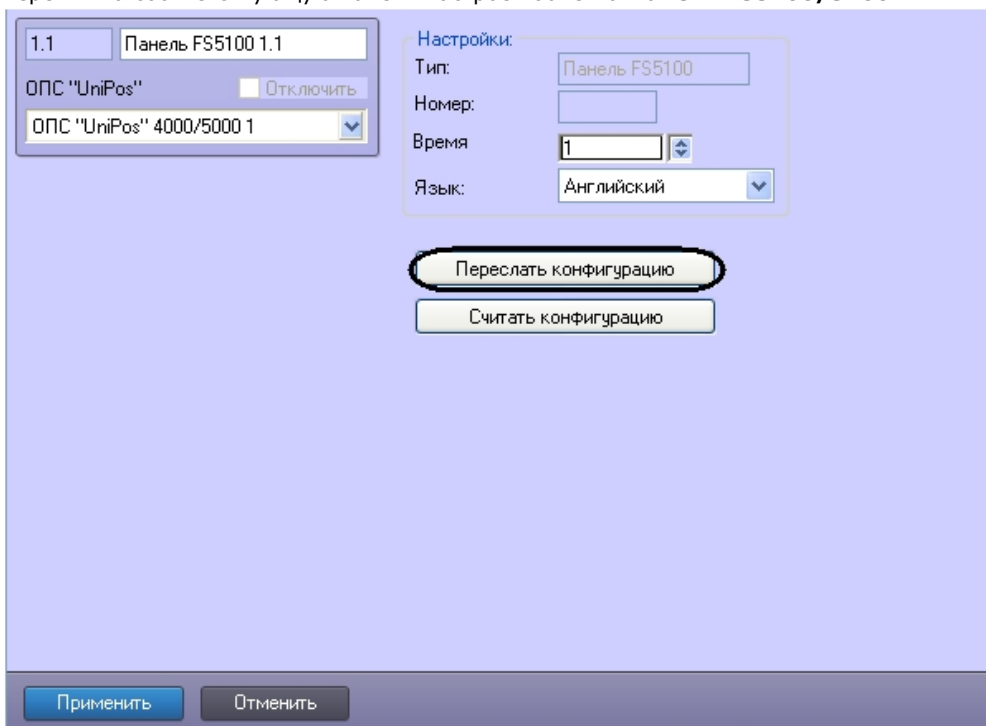 1.1
Панель FS5100 1.1
ОПС "UniPos"
Отключить
ОПС "UniPos" 4000/5000 1
Настройки:
Тип:
Панель FS5100
Номер:
Время
1
Язык:
Английский
Переслать конфигурацию
Считать конфигурацию
Применить
Отменить